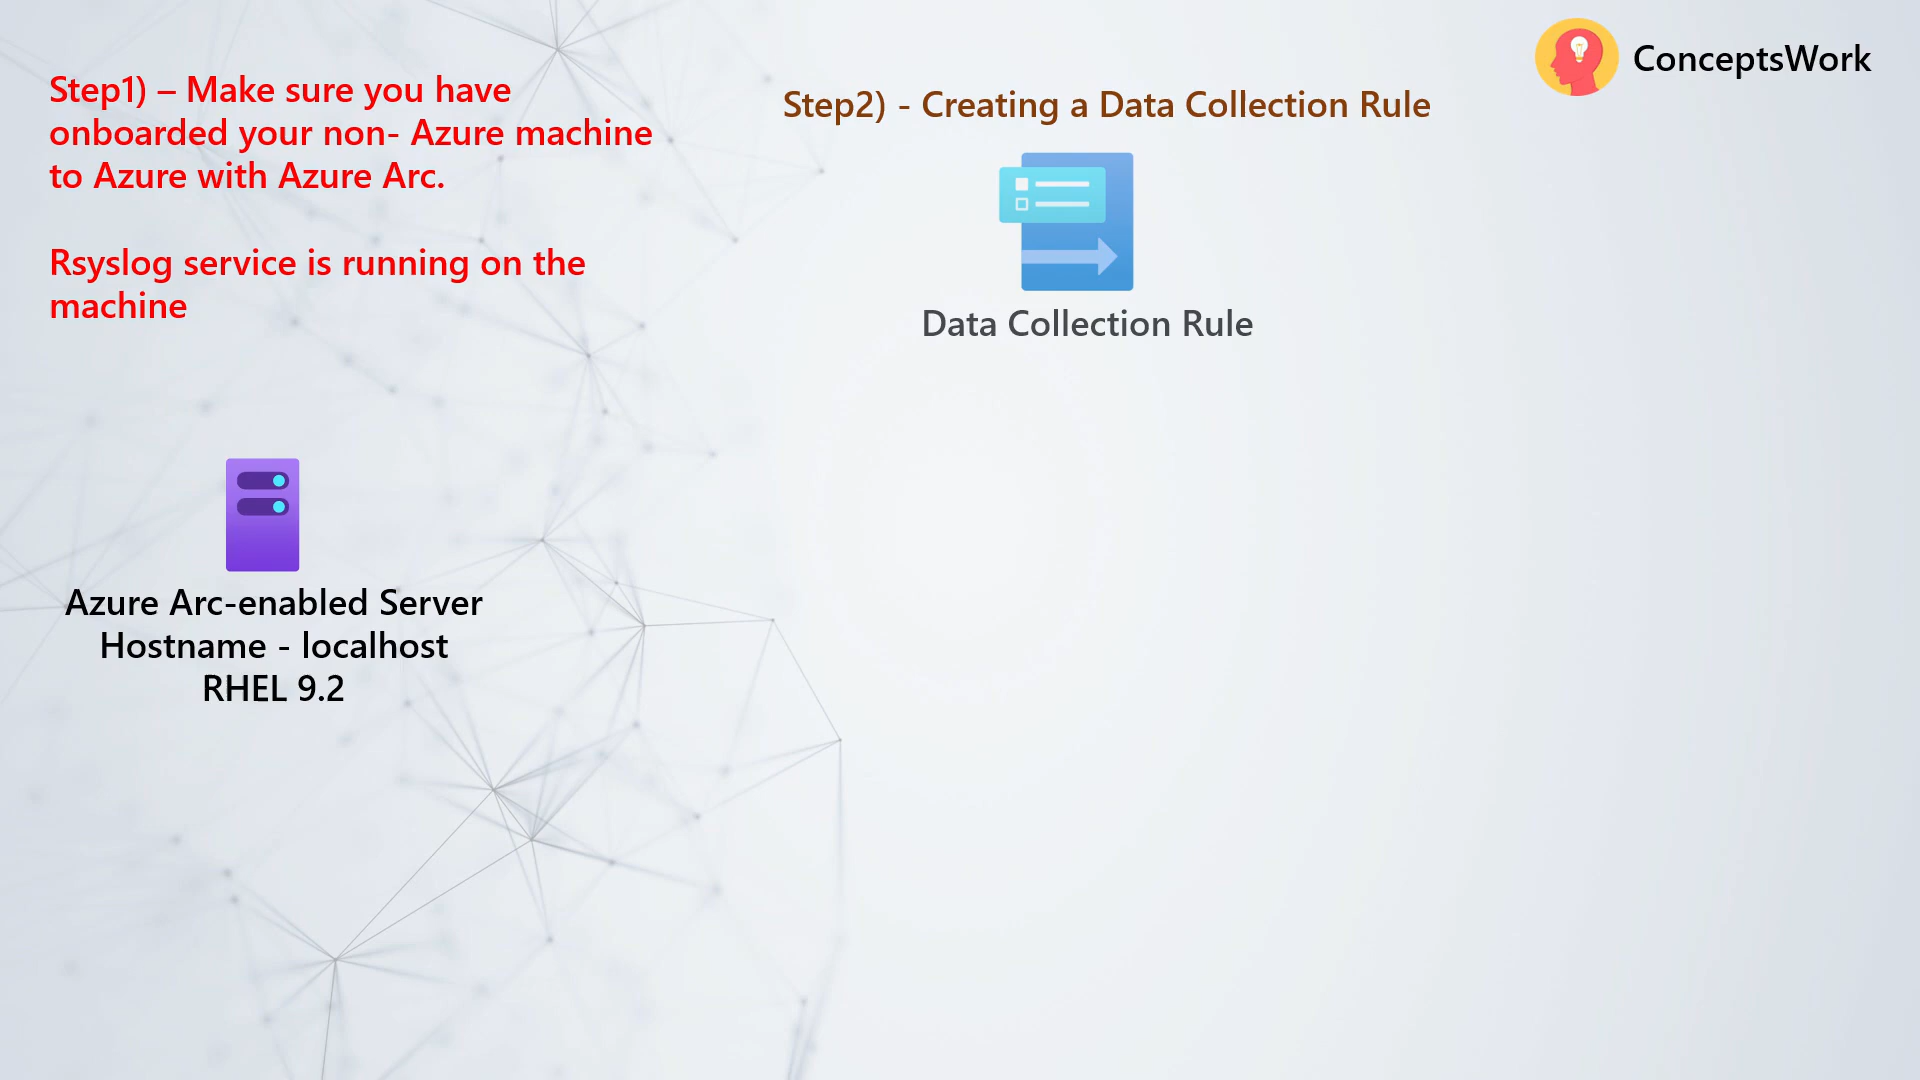 Step1) – Make sure you have
onboarded your non- Azure machine
to Azure with Azure Arc.
Rsyslog service is running on the
machine
Azure Arc-enabled Server
Hostname - localhost
RHEL 9.2
Step2) - Creating a Data Collection Rule
Data Collection Rule
ConceptsWork